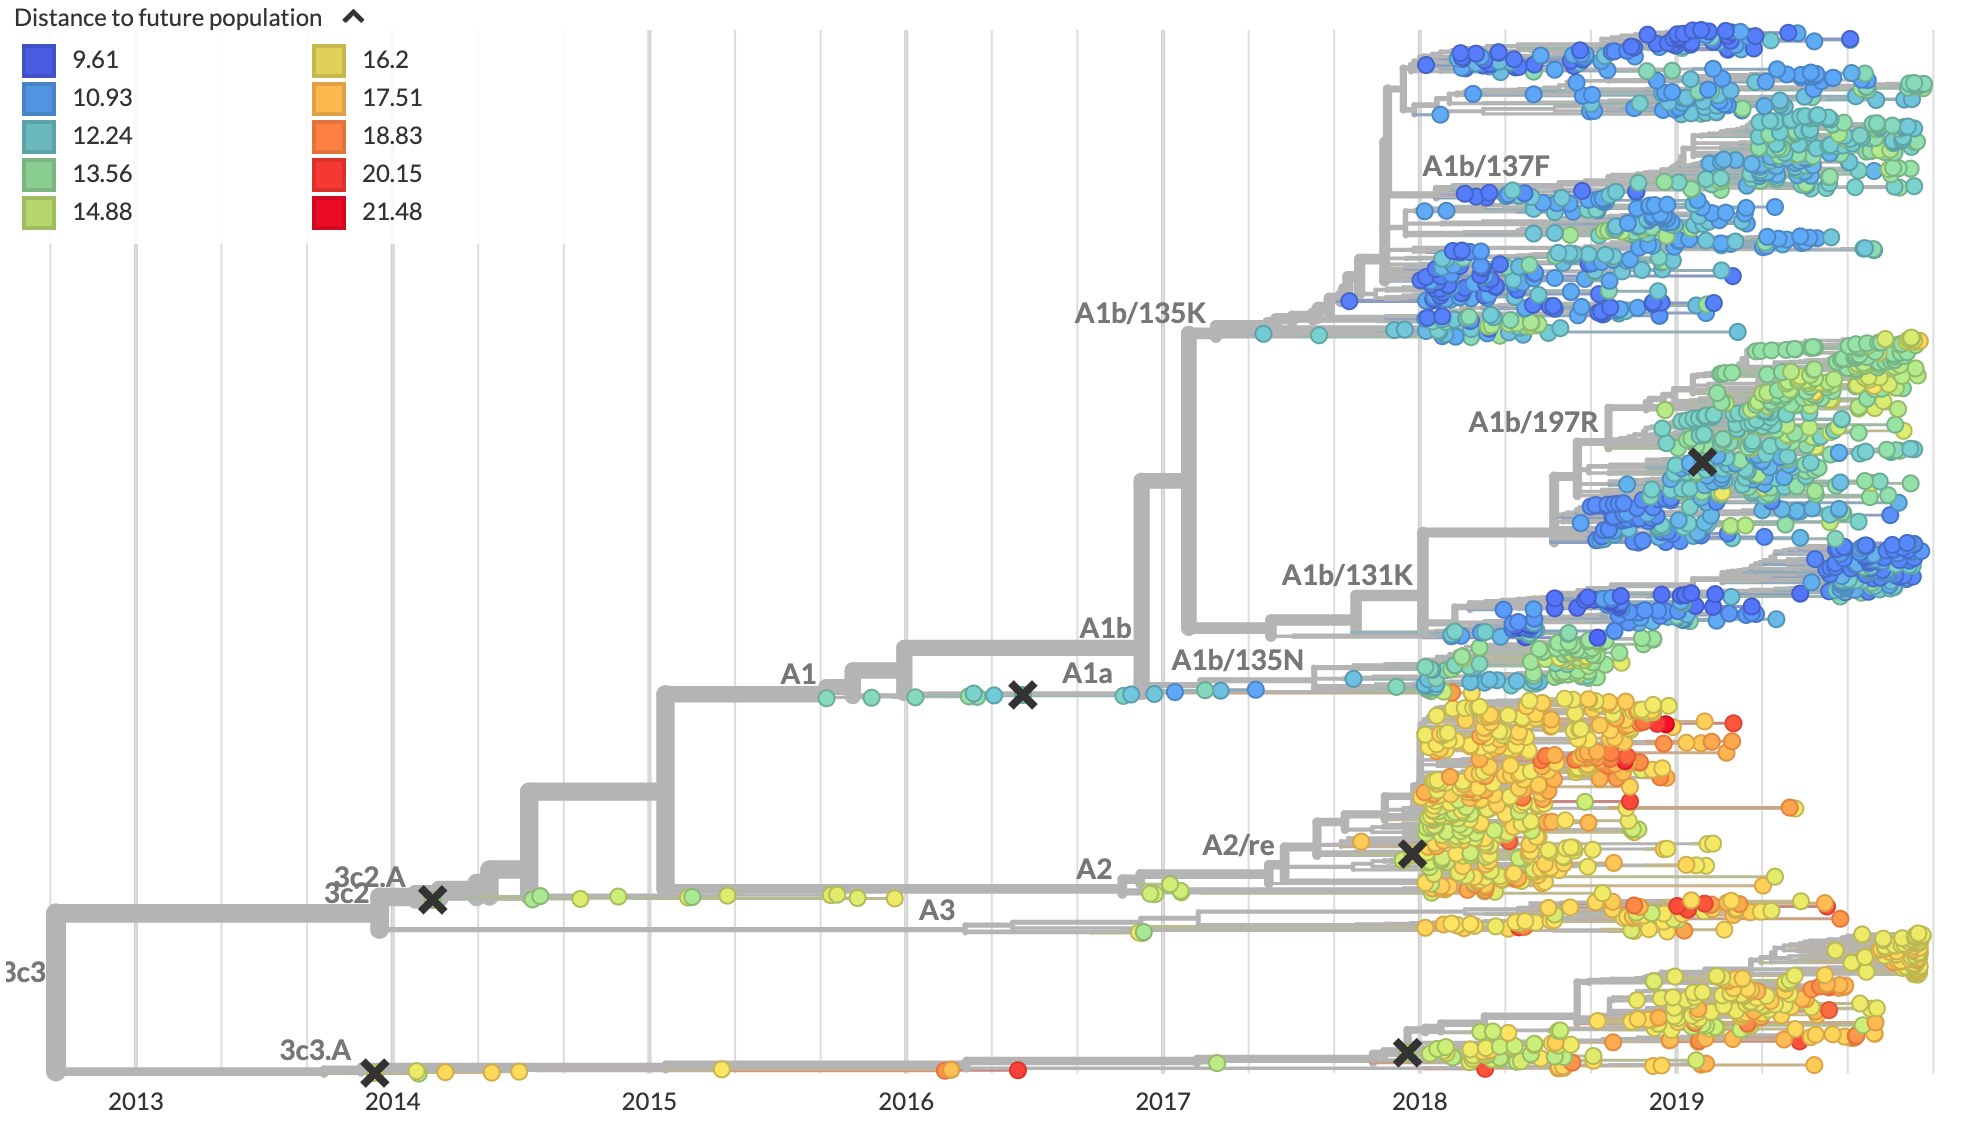 Distance to future population
9.61 16.2
10.93 17.51
12.24 18.83
13.56 20.15
14.88 21.48
A1b/137F
A1b/135K
A1b/197R
A1b/131K
A1b
A1b/135N
A1
A1a
A2/re
A2
3c2.A
3c2
A3
3c3
3c3.A
2013 2014 2015 2016 2017 2018 2019